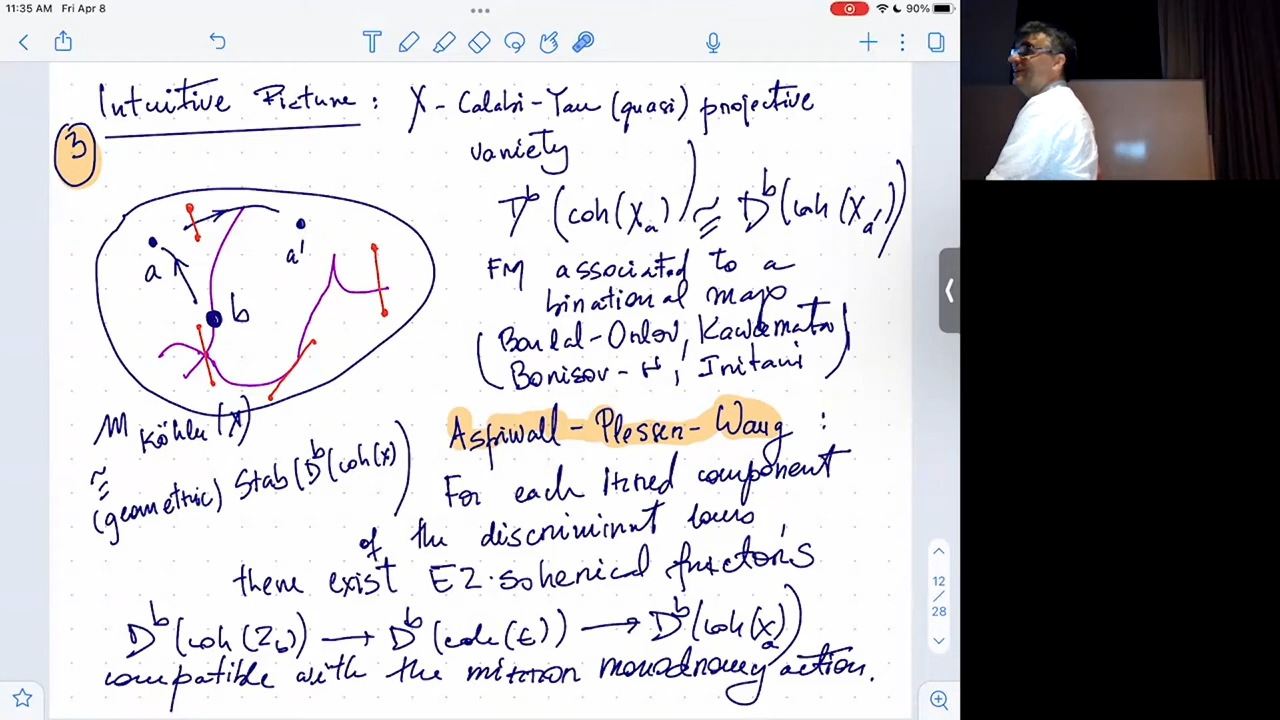 11:35 AM Fri Apr 8
90%
Intuitive Picture : X - Calabi-Yau (quasi) projective
variety
3
D^b (coh(X_a)) ≅ D^b(coh(X_a'))
a
a'
b
FM associated to a
birational map
(Bondal-Orlov, Kawamata,
Borisov-H, Iritani)
M Köhler (X)
≅
(geometric) Stab(D^b(coh(X)))
Aspinwall-Plesser-Wang :
For each Irred component
of the discriminant locus,
there exist EZ-spherical functors
D^b(coh(Z_b)) → D^b(coh(E)) → D^b(coh(X_a))
compatible with the mirror monodromy action.
12
/
28